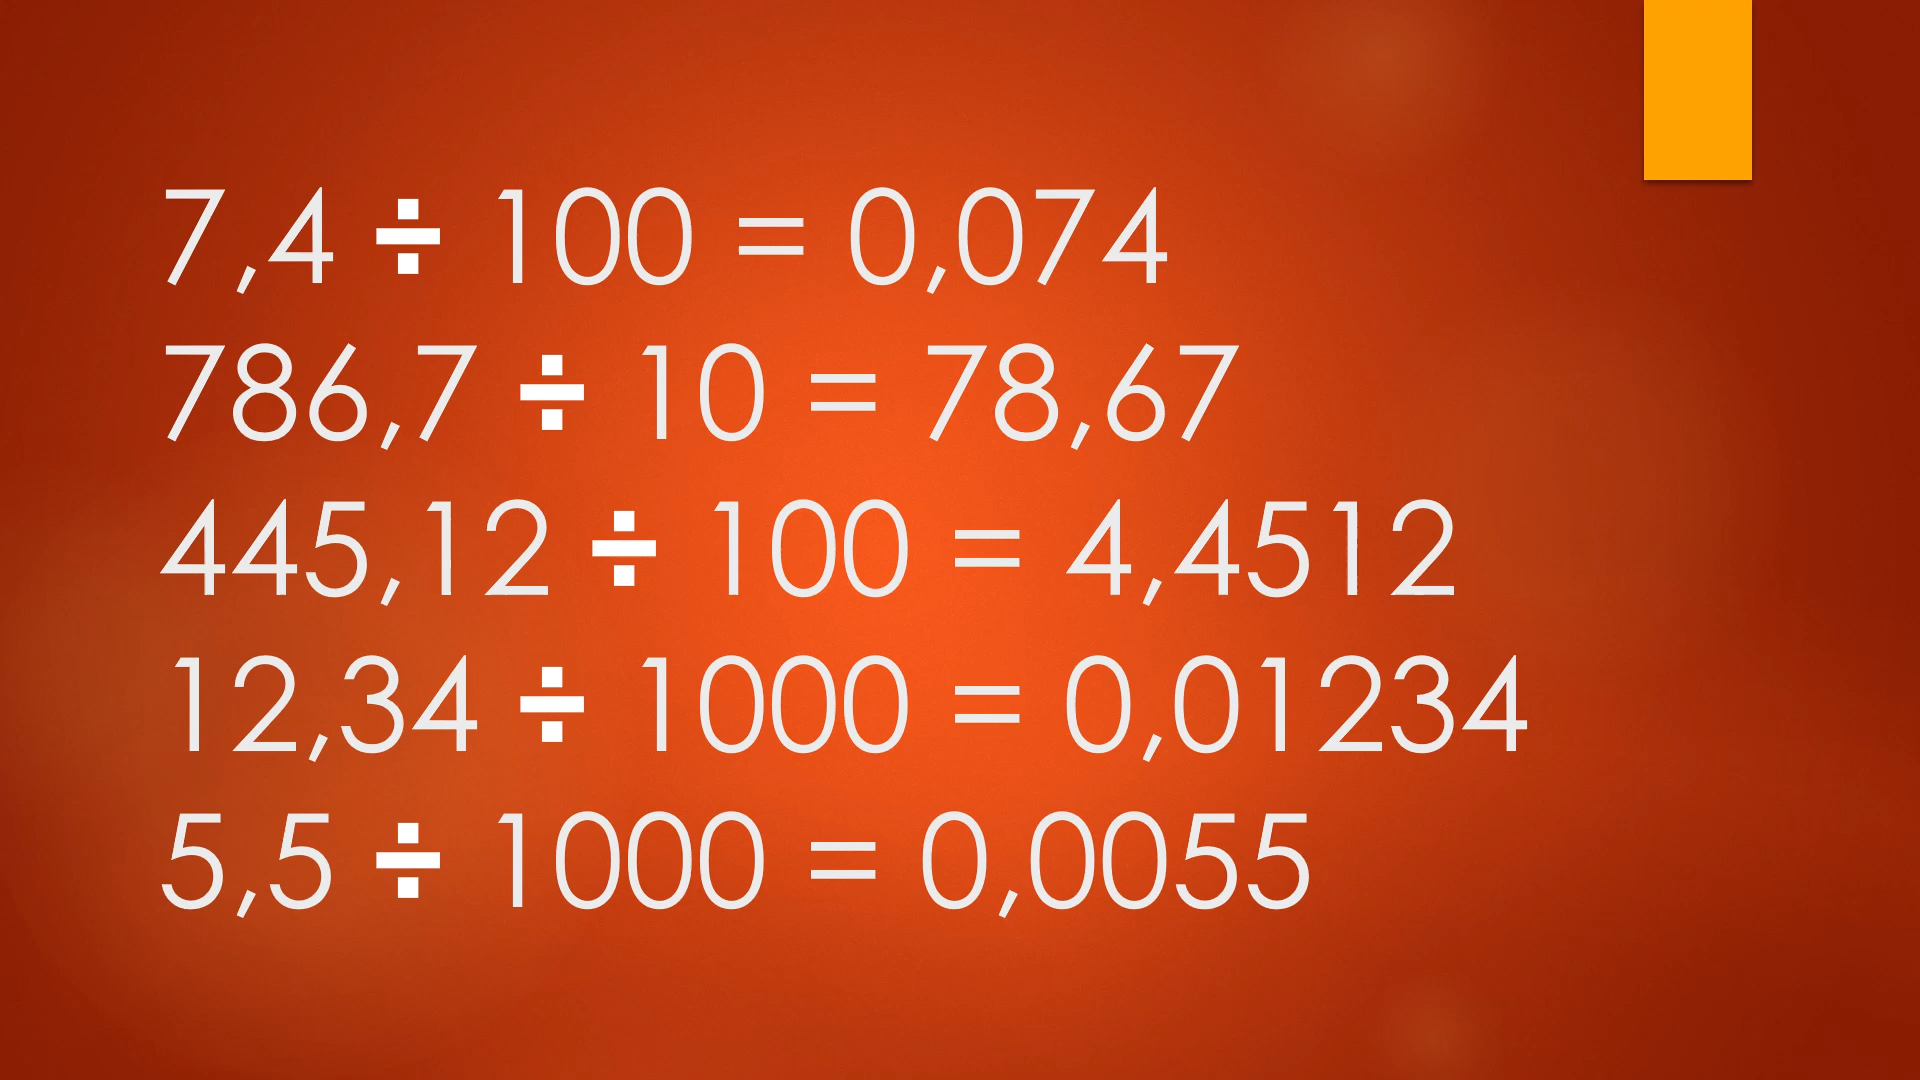 7,4 ÷ 100 = 0,074
786,7 ÷ 10 = 78,67
445,12 ÷ 100 = 4,4512
12,34 ÷ 1000 = 0,01234
5,5 ÷ 1000 = 0,0055